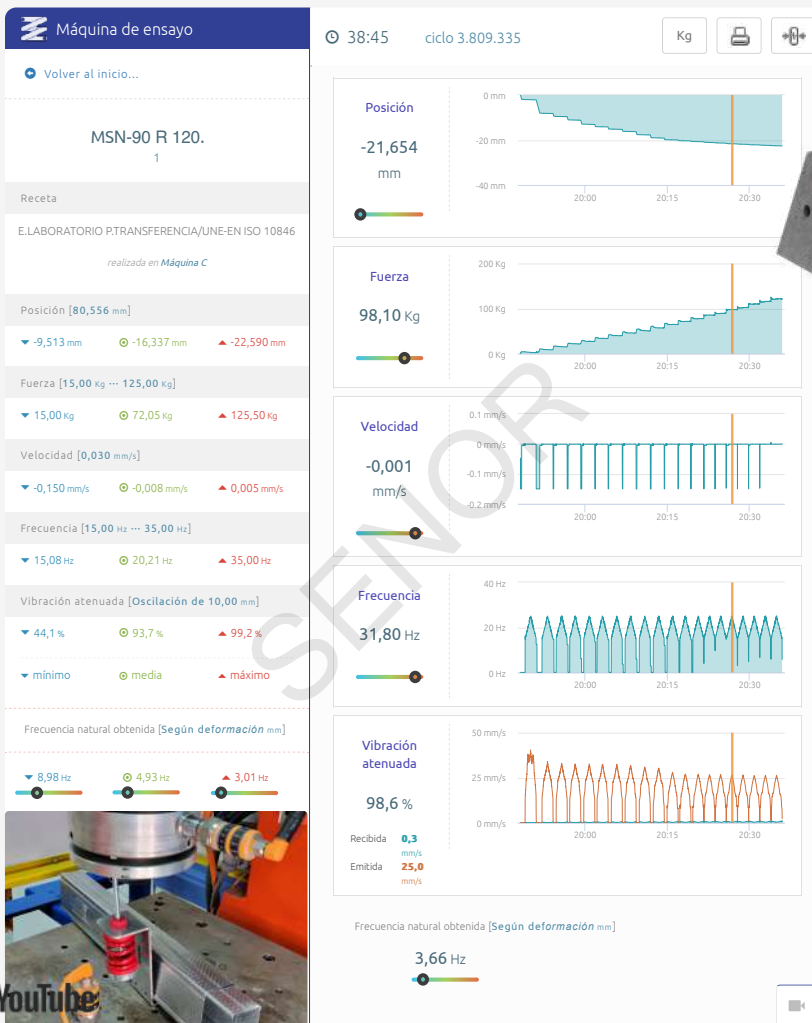 Máquina de ensayo
Volver al inicio...
MSN-90 R 120.
1
Receta
E.LABORATORIO P.TRANSFERENCIA/UNE-EN ISO 10846
realizada en Máquina C
Posición [80,556 mm]
-9,513 mm -16,337 mm -22,590 mm
Fuerza [15,00 Kg ··· 125,00 Kg]
15,00 Kg 72,05 Kg 125,50 Kg
Velocidad [0,030 mm/s]
-0,150 mm/s -0,008 mm/s 0,005 mm/s
Frecuencia [15,00 Hz ··· 35,00 Hz]
15,08 Hz 20,21 Hz 35,00 Hz
Vibración atenuada [Oscilación de 10,00 mm]
44,1 % 93,7 % 99,2 %
mínimo media máximo
Frecuencia natural obtenida [Según deformación mm]
8,98 Hz 4,93 Hz 3,01 Hz
YouTube
38:45 ciclo 3.809.335
Kg
Posición
-21,654
mm
0 mm
-20 mm
-40 mm
20:00 20:15 20:30
Fuerza
98,10 Kg
200 Kg
100 Kg
0 Kg
20:00 20:15 20:30
Velocidad
-0,001
mm/s
0.1 mm/s
0 mm/s
-0.1 mm/s
-0.2 mm/s
20:00 20:15 20:30
Frecuencia
31,80 Hz
40 Hz
20 Hz
0 Hz
20:00 20:15 20:30
Vibración
atenuada
98,6 %
Recibida 0,3
mm/s
Emitida 25,0
mm/s
50 mm/s
25 mm/s
0 mm/s
20:00 20:15 20:30
Frecuencia natural obtenida [Según deformación mm]
3,66 Hz
SENOR